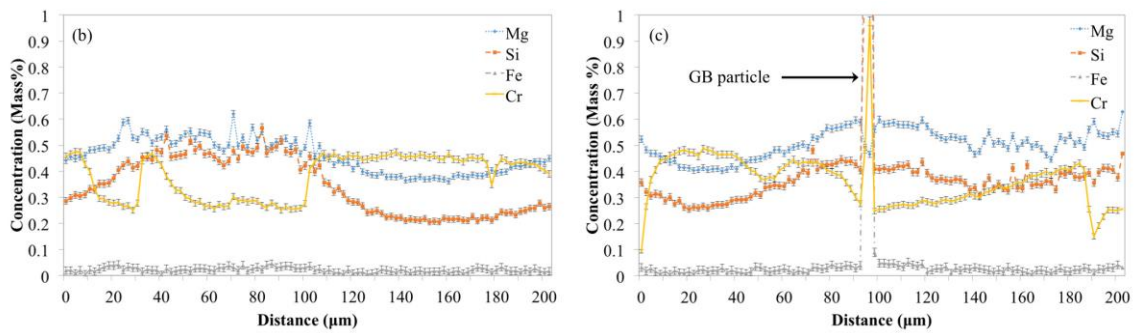 (b)
Mg
Si
Fe
Cr
Concentration (Mass%)
1
0.9
0.8
0.7
0.6
0.5
0.4
0.3
0.2
0.1
0
0 20 40 60 80 100 120 140 160 180 200
Distance (µm)
(c)
Mg
Si
Fe
Cr
GB particle
Concentration (Mass %)
1
0.9
0.8
0.7
0.6
0.5
0.4
0.3
0.2
0.1
0
0 20 40 60 80 100 120 140 160 180 200
Distance (µm)